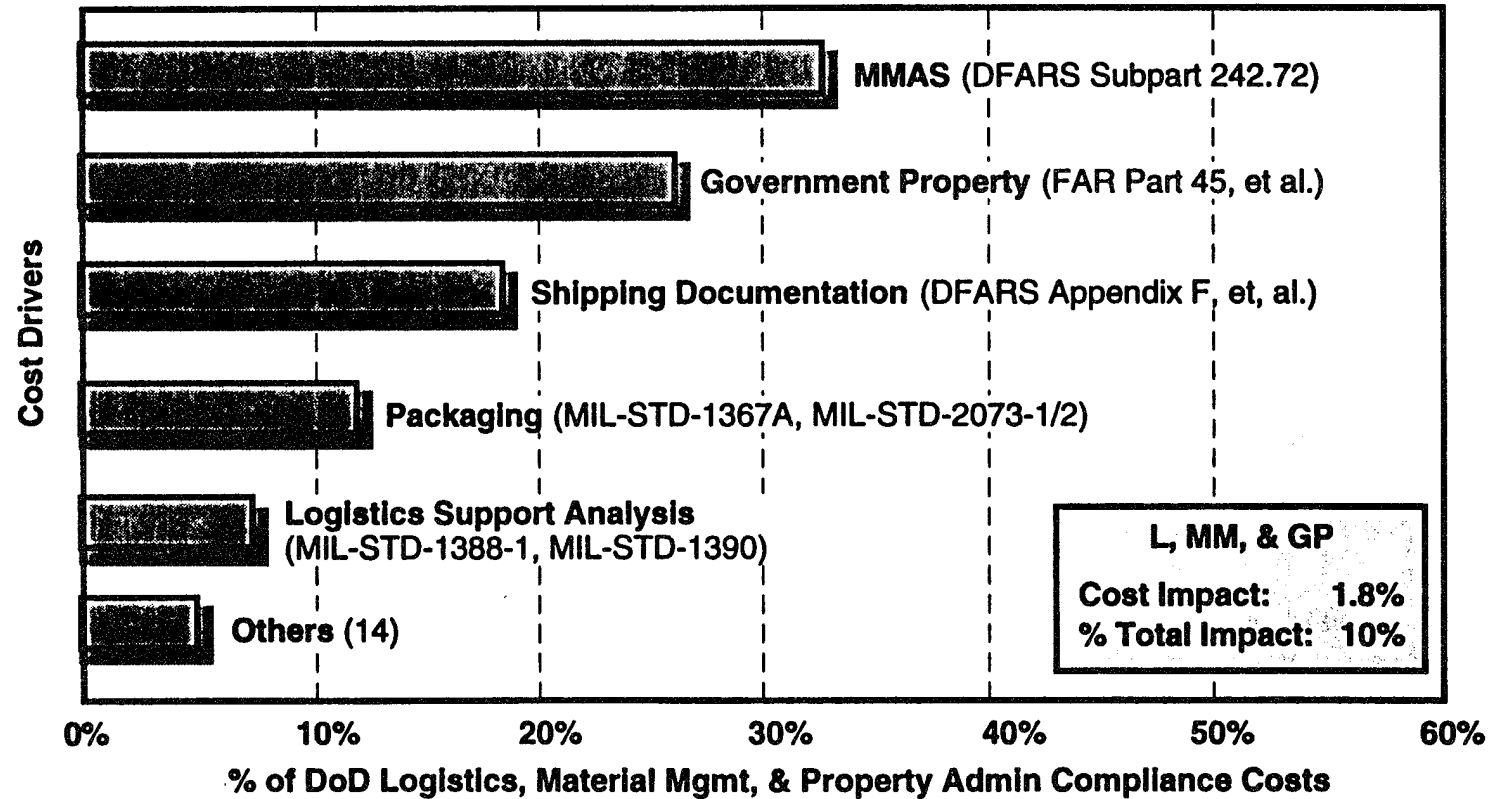 MMAS (DFARS Subpart 242.72)
Government Property (FAR Part 45, et al.)
Shipping Documentation (DFARS Appendix F, et, al.)
Packaging (MIL-STD-1367A, MIL-STD-2073-1/2)
Logistics Support Analysis
(MIL-STD-1388-1, MIL-STD-1390)
Others (14)
Cost Drivers
L, MM, & GP
Cost Impact: 1.8%
% Total Impact: 10%
0% 10% 20% 30% 40% 50% 60%
% of DoD Logistics, Material Mgmt, & Property Admin Compliance Costs